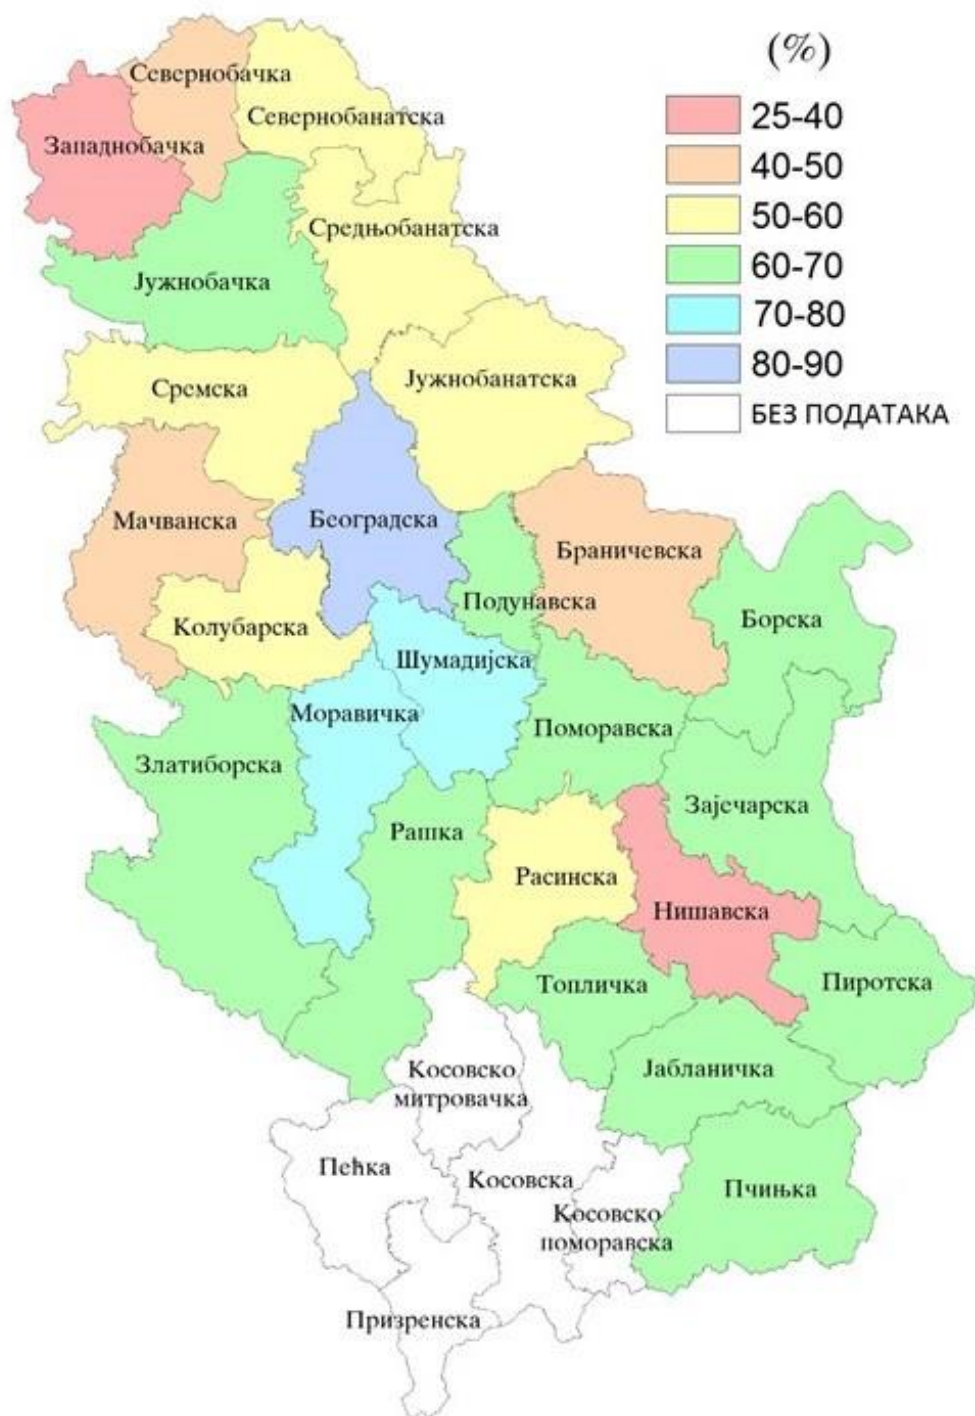 (%)
25-40
40-50
50-60
60-70
70-80
80-90
БЕЗ ПОДАТАКА
Севернобачка
Севернобанатска
Западнобачка
Средњобанатска
Јужнобачка
Јужнобанатска
Сремска
Мачванска
Београдска
Браничевска
Подунавска
Борска
Колубарска
Шумадијска
Моравичка
Поморавска
Златиборска
Зајечарска
Рашка
Расинска
Нишавска
Топличка
Пиротска
Јабланичка
Косовско
митровачка
Пећка
Косовска
Пчињка
Косовско
поморавска
Призренска